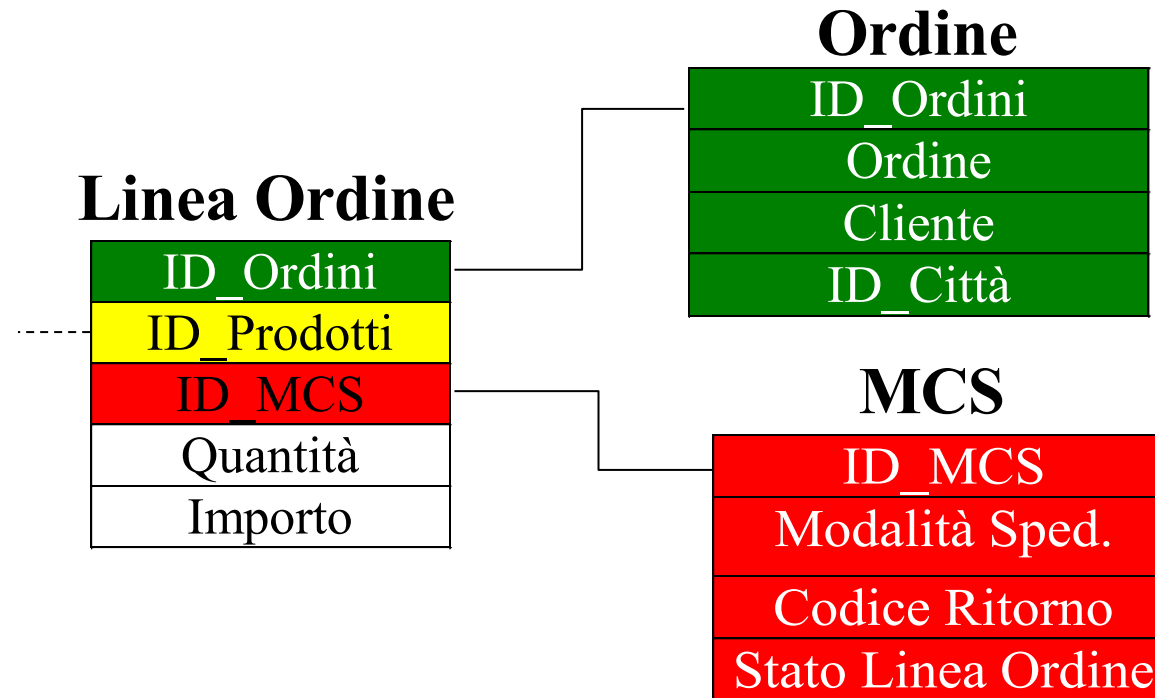 Linea Ordine
ID_Ordini
ID_Prodotti
ID_MCS
Quantità
Importo
Ordine
ID_Ordini
Ordine
Cliente
ID_Città
MCS
ID_MCS
Modalità Sped.
Codice Ritorno
Stato Linea Ordine